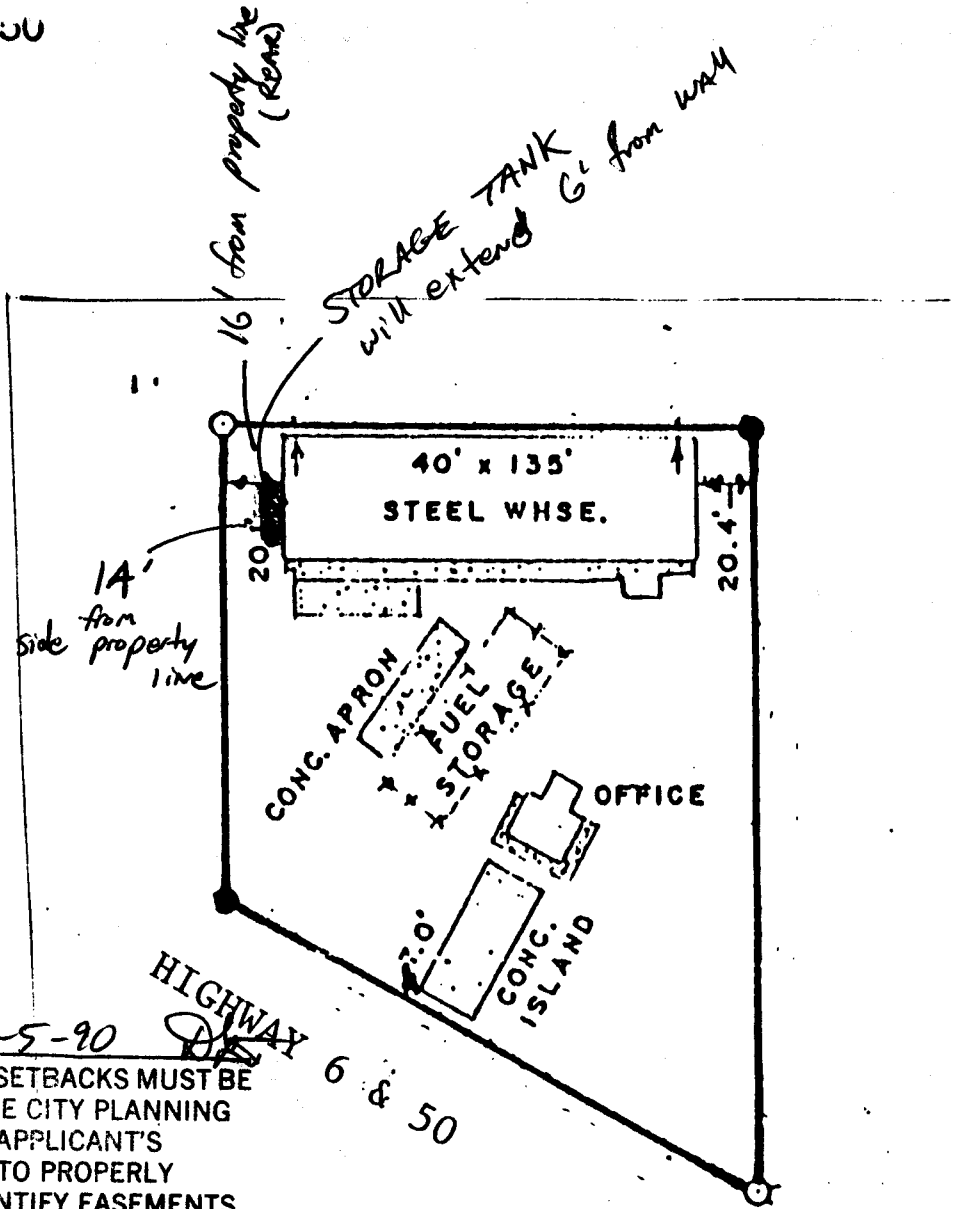 16' from property line
(REAR)
STORAGE TANK
will extend 6' from WALL
40' x 135'
STEEL WHSE.
20
20.4'
14'
from
side property
line
CONC. APRON
FUEL
STORAGE
OFFICE
CONC.
ISLAND
7.0'
HIGHWAY 6 & 50
-5-90
SETBACKS MUST BE
E CITY PLANNING
APPLICANT'S
TO PROPERLY
NTIFY EASEMENTS